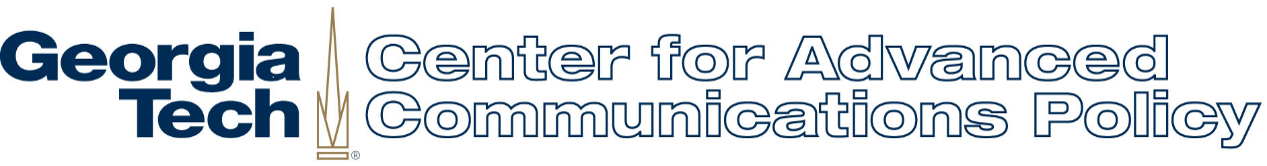 Georgia Tech
®
Center for Advanced
Communications Policy